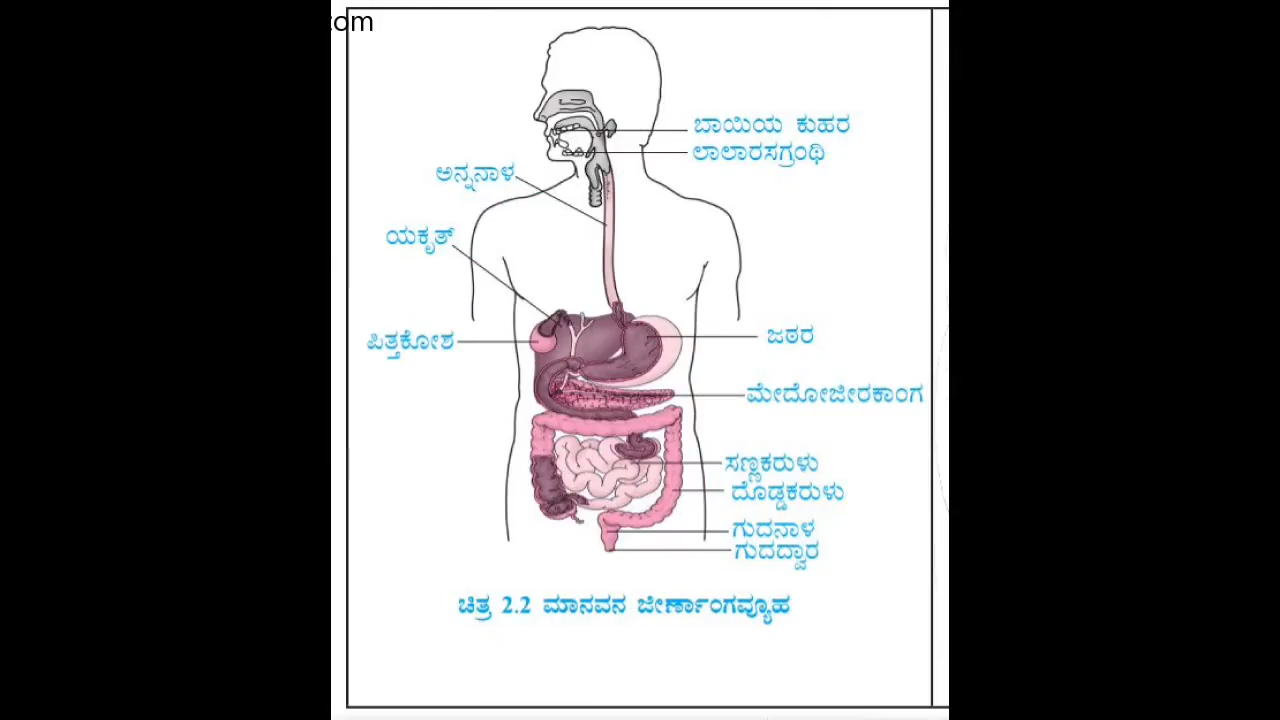 com
ಬಾಯಿಯ ಕುಹರ
ಲಾಲಾರಸಗ್ರಂಥಿ
ಅನ್ನನಾಳ
ಯಕೃತ್
ಪಿತ್ತಕೋಶ
ಜಠರ
ಮೇದೋಜೀರಕಾಂಗ
ಸಣ್ಣಕರುಳು
ದೊಡ್ಡಕರುಳು
ಗುದನಾಳ
ಗುದದ್ವಾರ
ಚಿತ್ರ 2.2 ಮಾನವನ ಜೀರ್ಣಾಂಗವ್ಯೂಹ